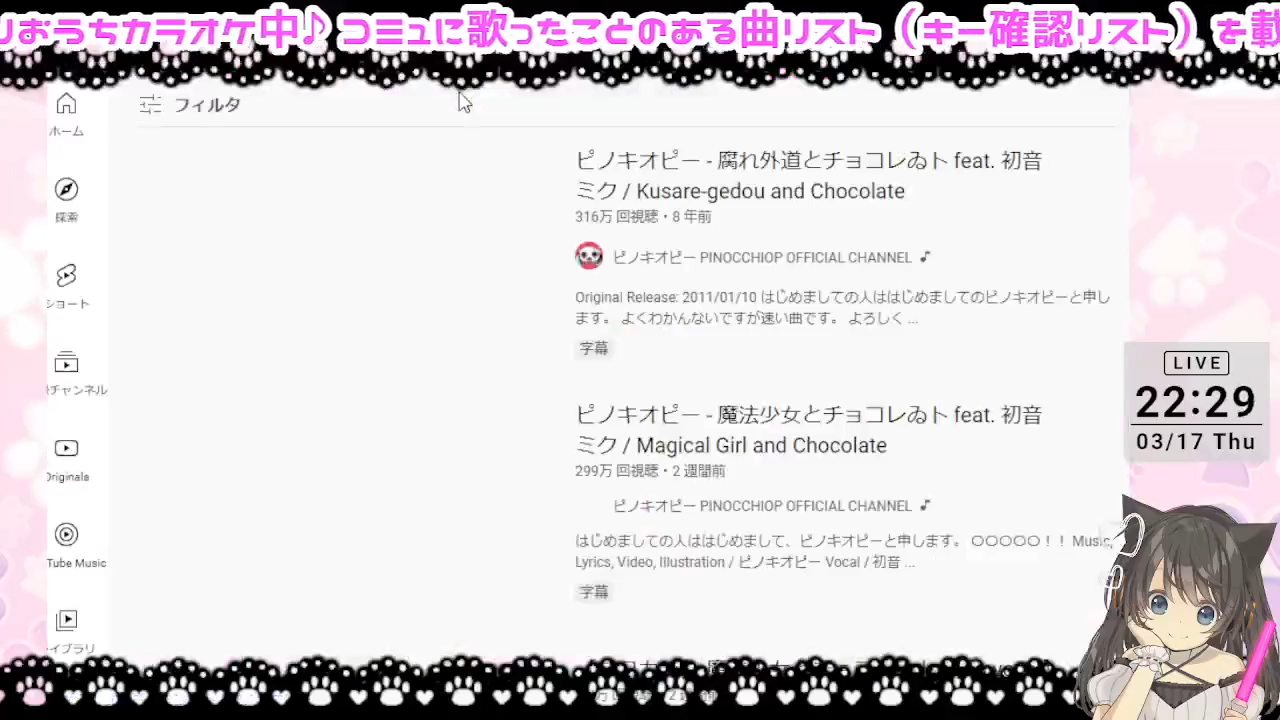 りおうちカラオケ中♪ コミュに歌ったことのある曲リスト（キー確認リスト）を載
フィルタ
ホーム
探索
ショート
チャンネル
Originals
Tube Music
イブラリ
ピノキオピー - 腐れ外道とチョコレゐト feat. 初音
ミク / Kusare-gedou and Chocolate
316万 回視聴・8 年前
ピノキオピー PINOCCHIOP OFFICIAL CHANNEL ♪
Original Release: 2011/01/10 はじめましての人ははじめましてのピノキオピーと申し
ます。 よくわかんないですが速い曲です。 よろしく ...
字幕
ピノキオピー - 魔法少女とチョコレゐト feat. 初音
ミク / Magical Girl and Chocolate
299万 回視聴・2 週間前
ピノキオピー PINOCCHIOP OFFICIAL CHANNEL ♪
はじめましての人ははじめまして、ピノキオピーと申します。 〇〇〇〇〇！！ Music,
Lyrics, Video, Illustration / ピノキオピー Vocal / 初音 ...
字幕
LIVE
22:29
03/17 Thu